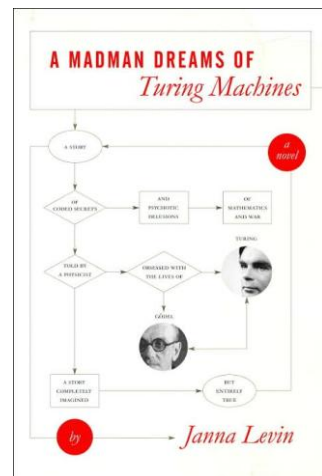 A MADMAN DREAMS OF
Turing Machines
A STORY
a
novel
OF
CODED SECRETS
AND
PSYCHOTIC
DELUSIONS
OF
MATHEMATICS
AND WAR
TOLD BY
A PHYSICIST
OBSESSED WITH
THE LIVES OF
TURING
GÖDEL
A STORY
COMPLETELY
IMAGINED
BUT
ENTIRELY
TRUE
by
Janna Levin